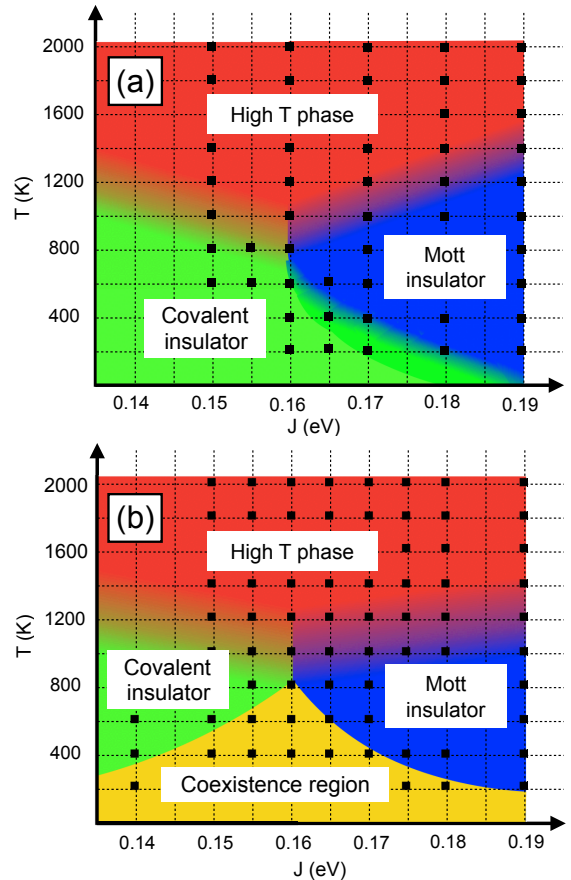 (a)
2000
1600
1200
800
400
0
T (K)
High T phase
Mott
insulator
Covalent
insulator
0.14 0.15 0.16 0.17 0.18 0.19
J (eV)
(b)
2000
1600
1200
800
400
T (K)
High T phase
Covalent
insulator
Mott
insulator
Coexistence region
0.14 0.15 0.16 0.17 0.18 0.19
J (eV)